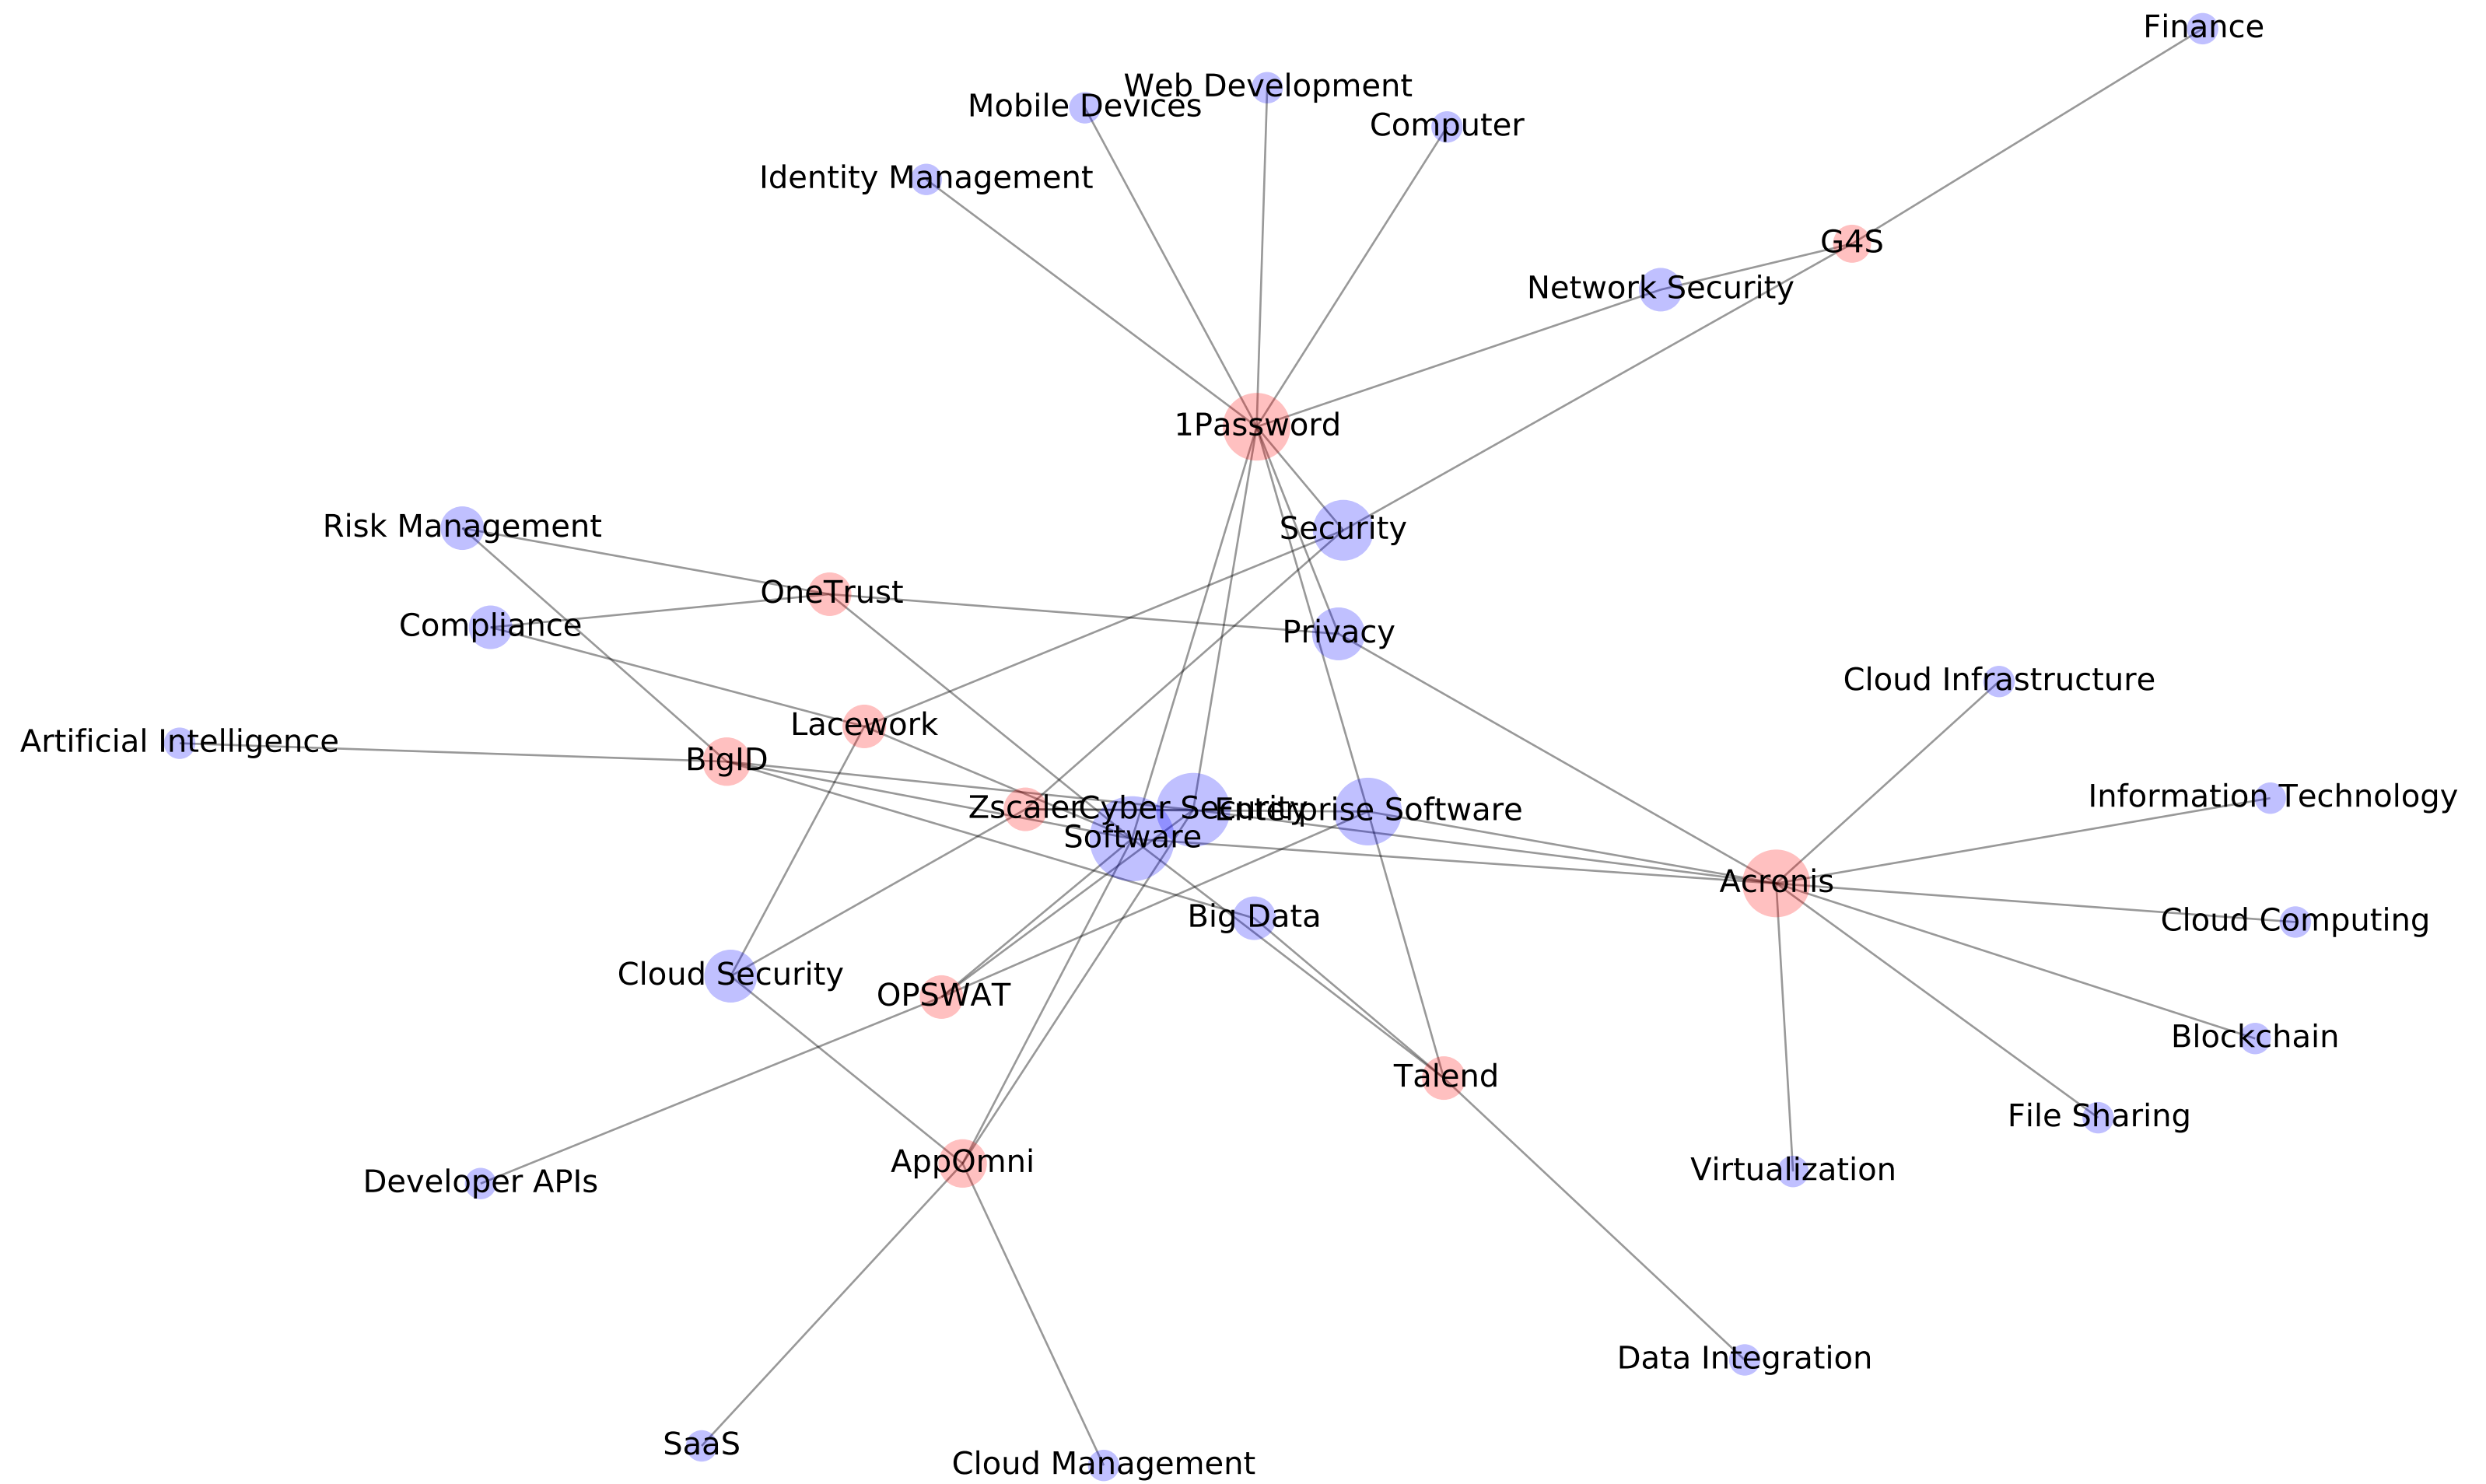 Finance
Web Development
Mobile Devices
Computer
Identity Management
G4S
Network Security
1Password
Risk Management
Security
OneTrust
Compliance
Privacy
Cloud Infrastructure
Lacework
Artificial Intelligence
BigID
Information Technology
Zscaler
Cyber Security
Enterprise Software
Software
Acronis
Big Data
Cloud Computing
Cloud Security
OPSWAT
Blockchain
Talend
File Sharing
AppOmni
Virtualization
Developer APIs
Data Integration
SaaS
Cloud Management